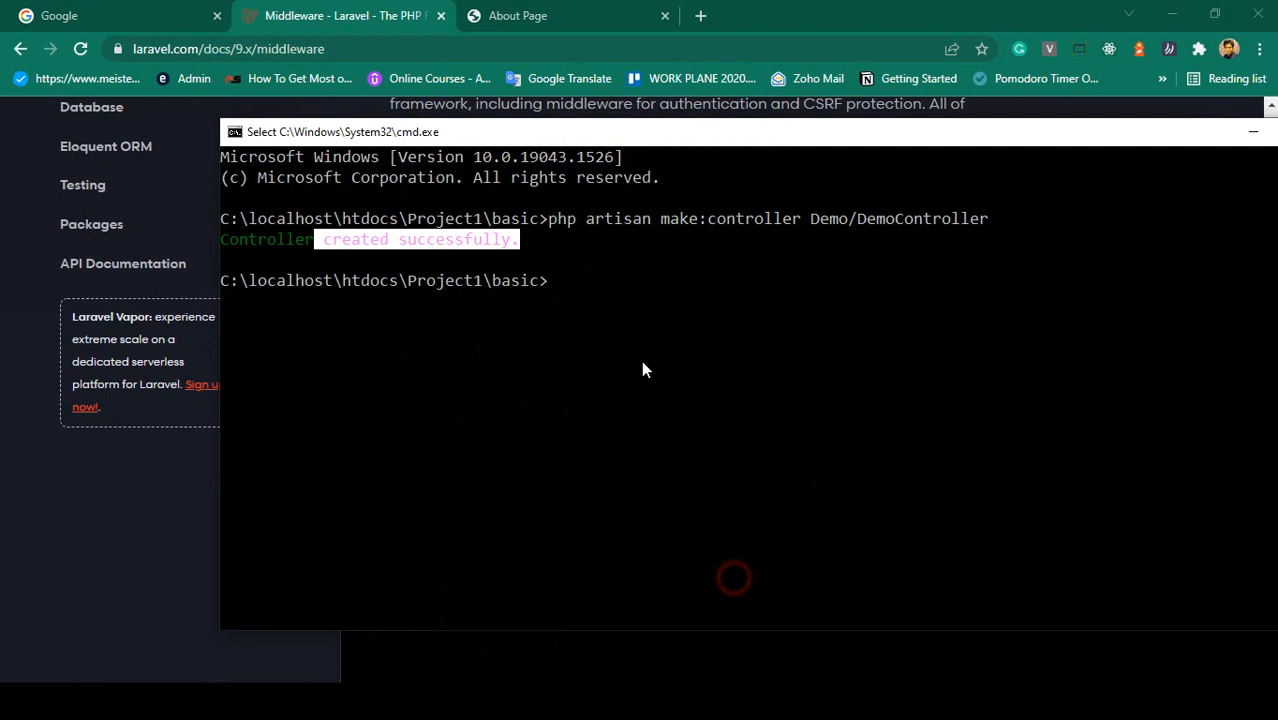 Google
Middleware - Laravel - The PHP F
About Page
laravel.com/docs/9.x/middleware
https://www.meiste...
Admin
How To Get Most o...
Online Courses - A...
Google Translate
WORK PLANE 2020....
Zoho Mail
Getting Started
Pomodoro Timer O...
»
Reading list
Database
framework, including middleware for authentication and CSRF protection. All of
Select C:\Windows\System32\cmd.exe
Eloquent ORM
Testing
Packages
API Documentation
Laravel Vapor: experience
extreme scale on a
dedicated serverless
platform for Laravel. Sign u
now!.
Microsoft Windows [Version 10.0.19043.1526]
(c) Microsoft Corporation. All rights reserved.
C:\localhost\htdocs\Project1\basic>php artisan make:controller Demo/DemoController
Controller created successfully.
C:\localhost\htdocs\Project1\basic>